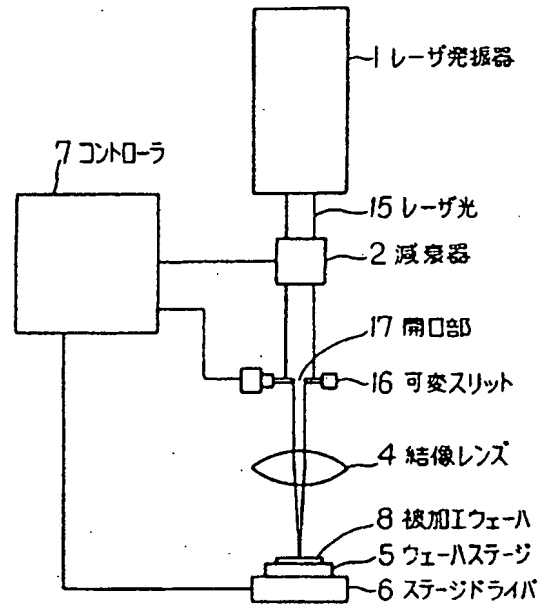 1 レーザ発振器
7 コントローラ
15 レーザ光
2 減衰器
17 開口部
16 可変スリット
4 結像レンズ
8 被加工ウェーハ
5 ウェーハステージ
6 ステージドライバ